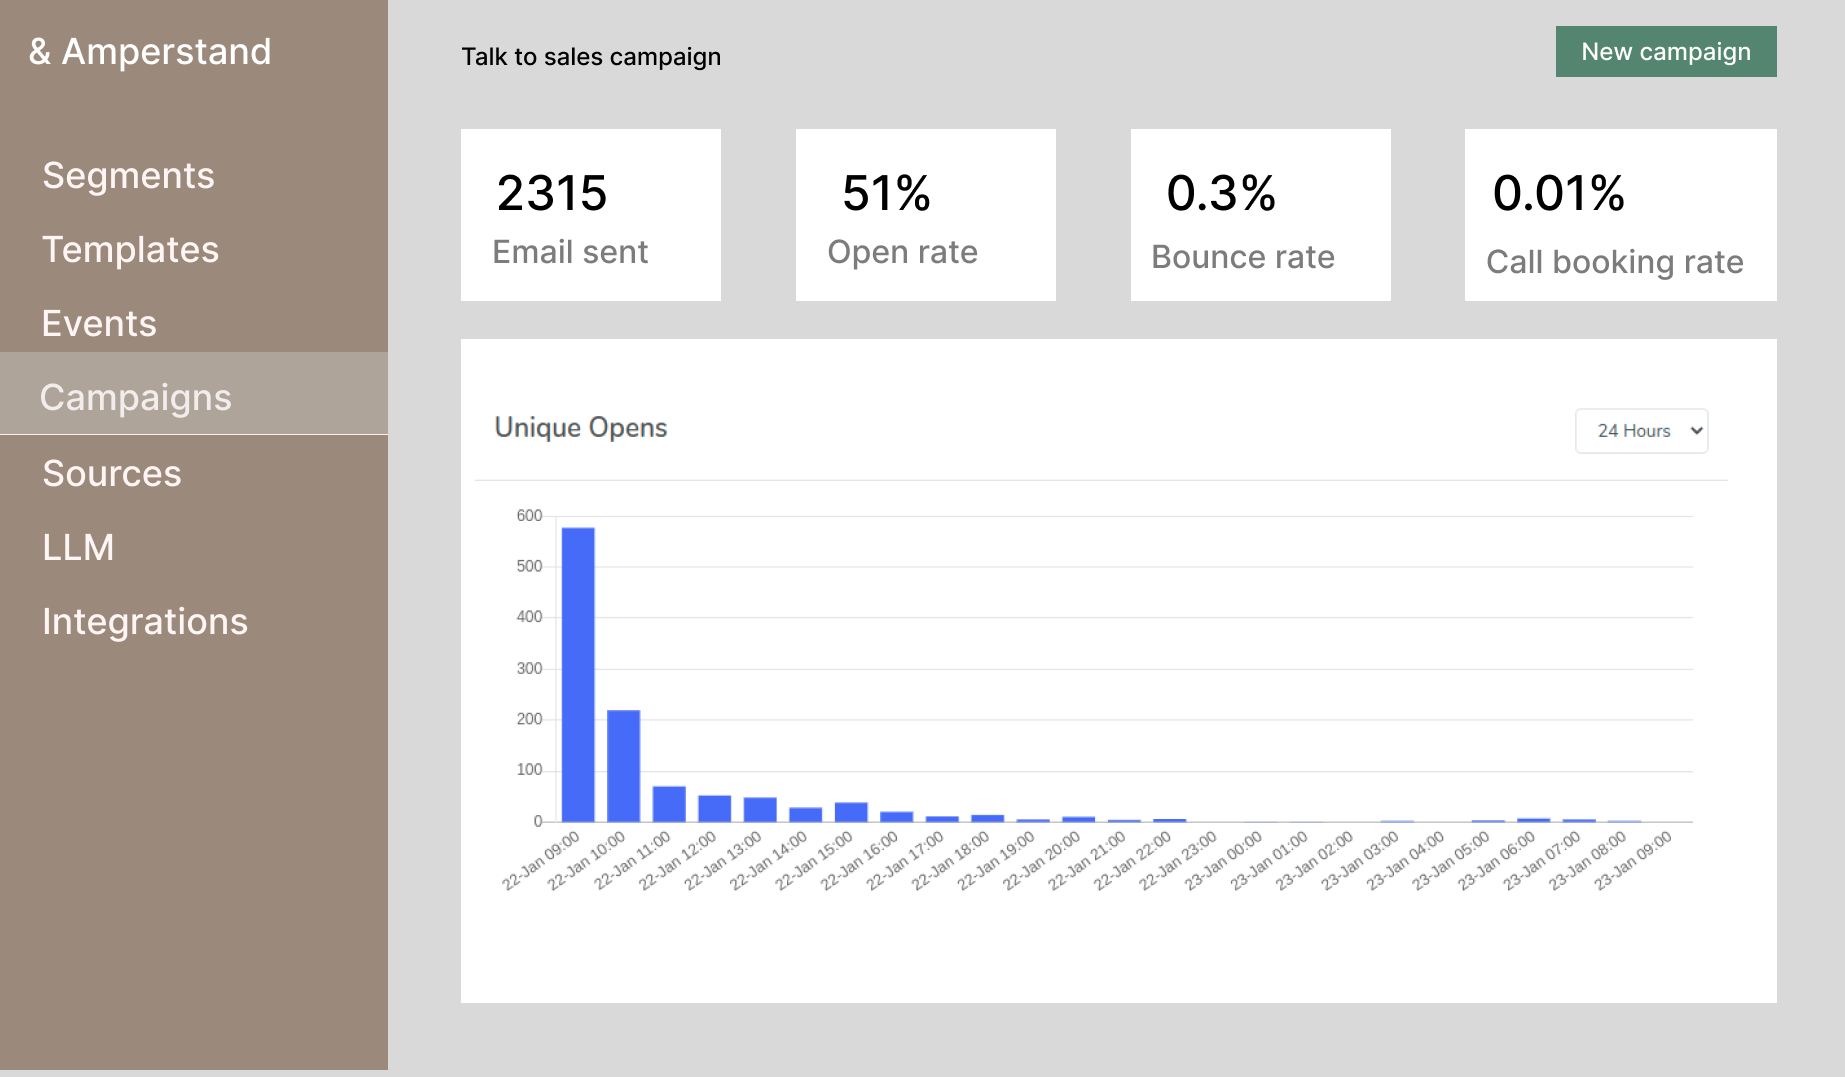 & Amperstand
Segments
Templates
Events
Campaigns
Sources
LLM
Integrations
Talk to sales campaign
New campaign
2315
Email sent
51%
Open rate
0.3%
Bounce rate
0.01%
Call booking rate
Unique Opens
24 Hours
600
500
400
300
200
100
0
22-Jan 09:00
22-Jan 10:00
22-Jan 11:00
22-Jan 12:00
22-Jan 13:00
22-Jan 14:00
22-Jan 15:00
22-Jan 16:00
22-Jan 17:00
22-Jan 18:00
22-Jan 19:00
22-Jan 20:00
22-Jan 21:00
22-Jan 22:00
22-Jan 23:00
23-Jan 00:00
23-Jan 01:00
23-Jan 02:00
23-Jan 03:00
23-Jan 04:00
23-Jan 05:00
23-Jan 06:00
23-Jan 07:00
23-Jan 08:00
23-Jan 09:00